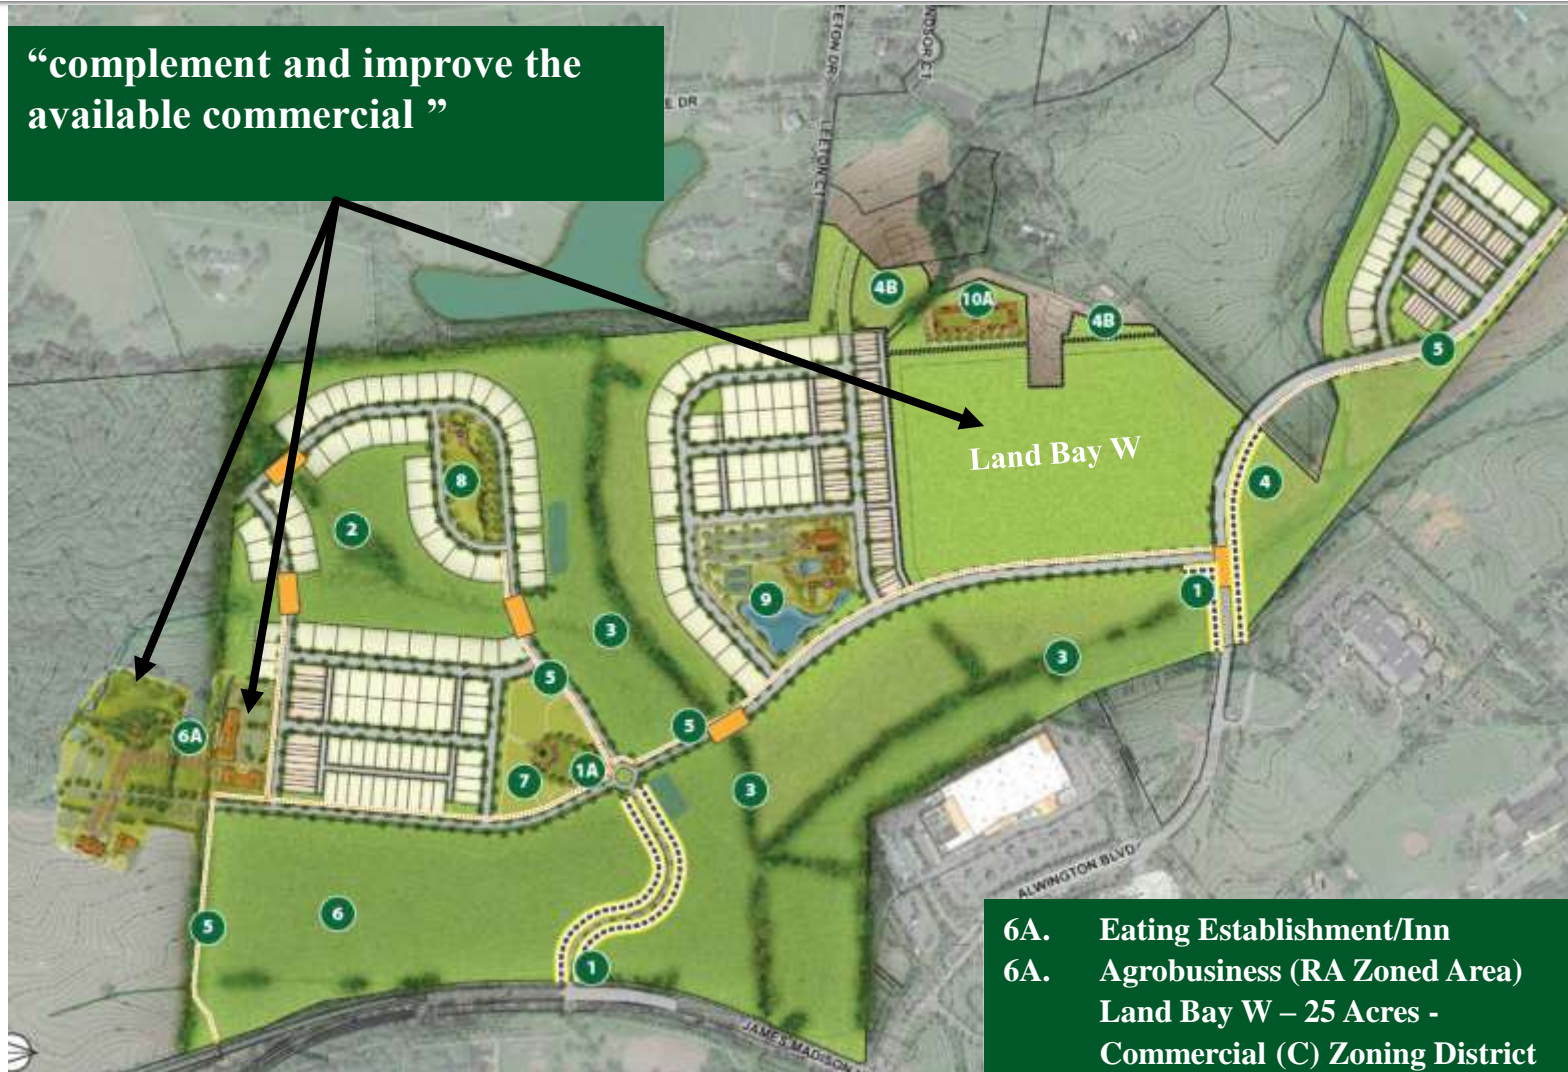 “complement and improve the
available commercial ”
LEETON CT
4B
10A
4B
5
8
Land Bay W
4
2
9
1
3
3
5
5
6A
7
1A
3
ALWINGTON BLVD
6
5
1
JAMES MADISON
6A. Eating Establishment/Inn
6A. Agrobusiness (RA Zoned Area)
Land Bay W – 25 Acres -
Commercial (C) Zoning District